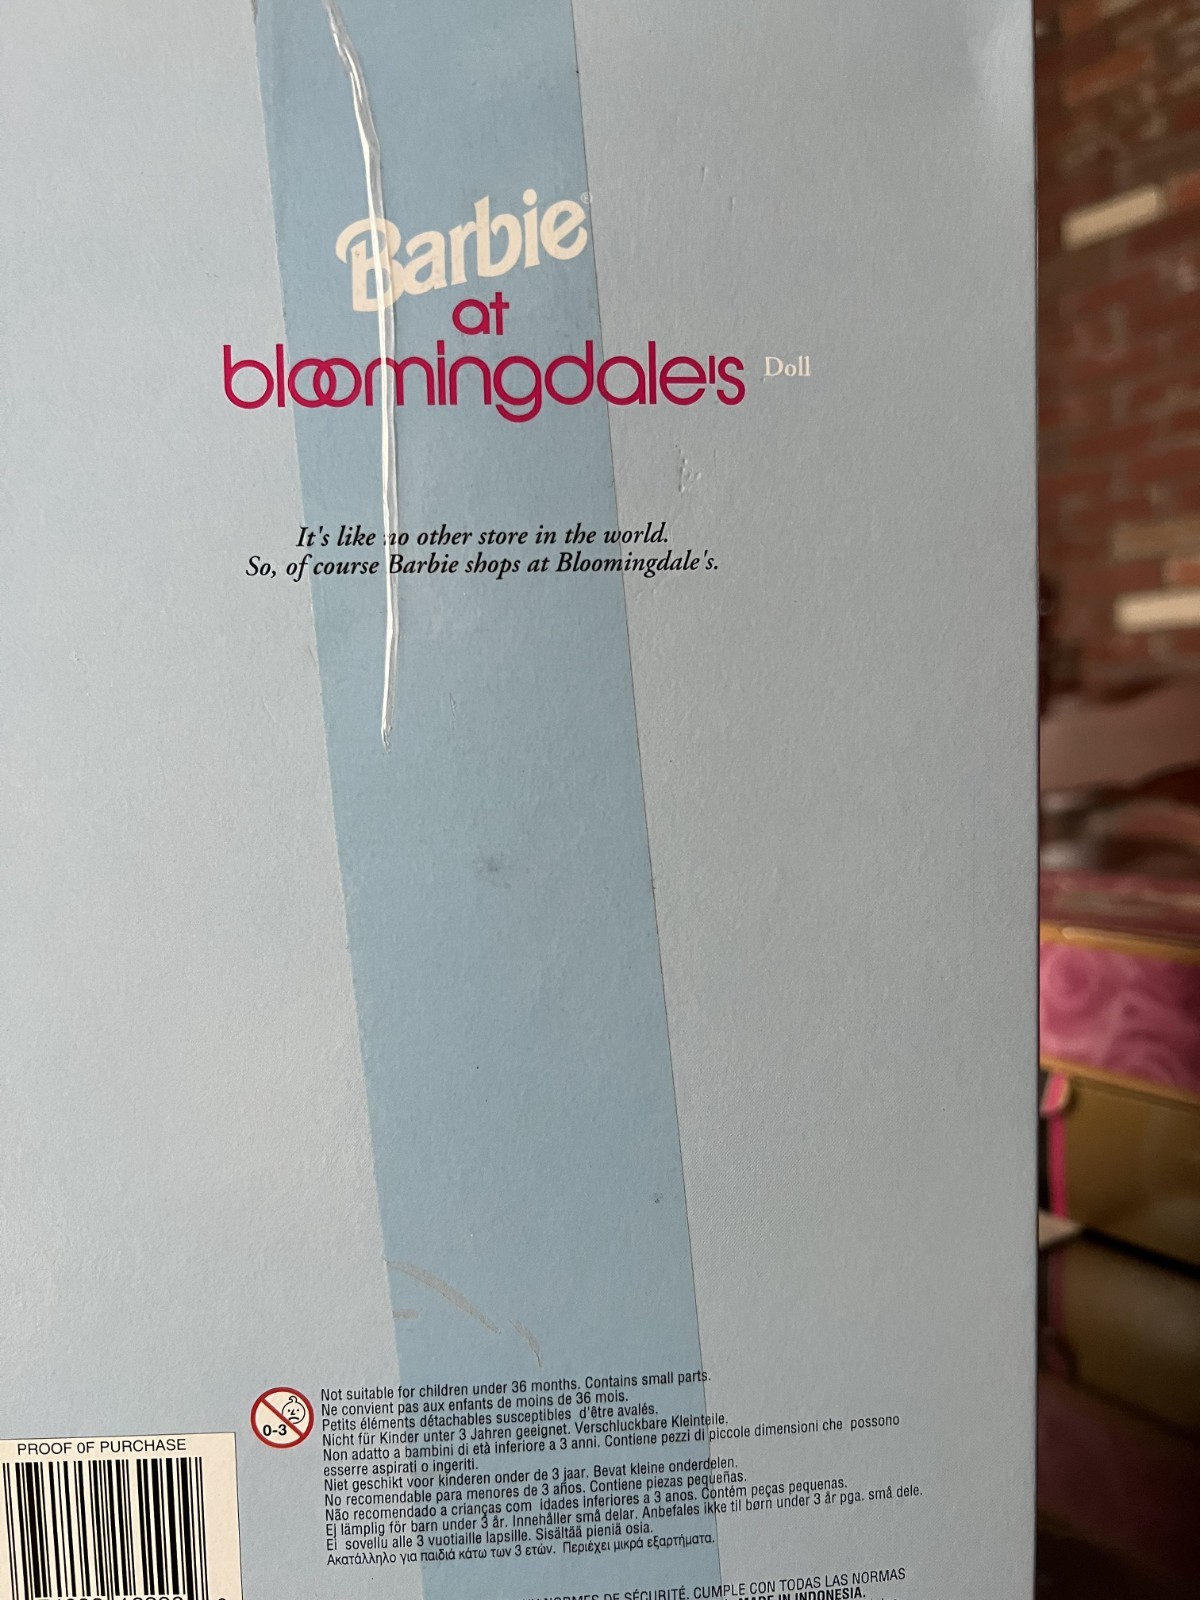 Barbie®
at
bloomingdale's Doll
It's like no other store in the world.
So, of course Barbie shops at Bloomingdale's.
0-3
Not suitable for children under 36 months. Contains small parts.
Ne convient pas aux enfants de moins de 36 mois.
Petits éléments détachables susceptibles d'être avalés.
Nicht für Kinder unter 3 Jahren geeignet. Verschluckbare Kleinteile.
Non adatto a bambini di età inferiore a 3 anni. Contiene pezzi di piccole dimensioni che possono
esserre aspirati o ingeriti.
Niet geschikt voor kinderen onder de 3 jaar. Bevat kleine onderdelen.
No recomendable para menores de 3 años. Contiene piezas pequeñas.
Não recomendado a crianças com idades inferiores a 3 anos. Contém peças pequenas.
Ej lämplig för barn under 3 år. Innehåller små delar. Anbefales ikke til børn under 3 år pga. små dele.
Ei sovellu alle 3 vuotiaille lapsille. Sisältää pieniä osia.
Ακατάλληλο για παιδιά κάτω των 3 ετών. Περιέχει μικρά εξαρτήματα.
PROOF OF PURCHASE
DE SÉCURITÉ. CUMPLE CON TODAS LAS NORMAS
MADE IN INDONESIA.